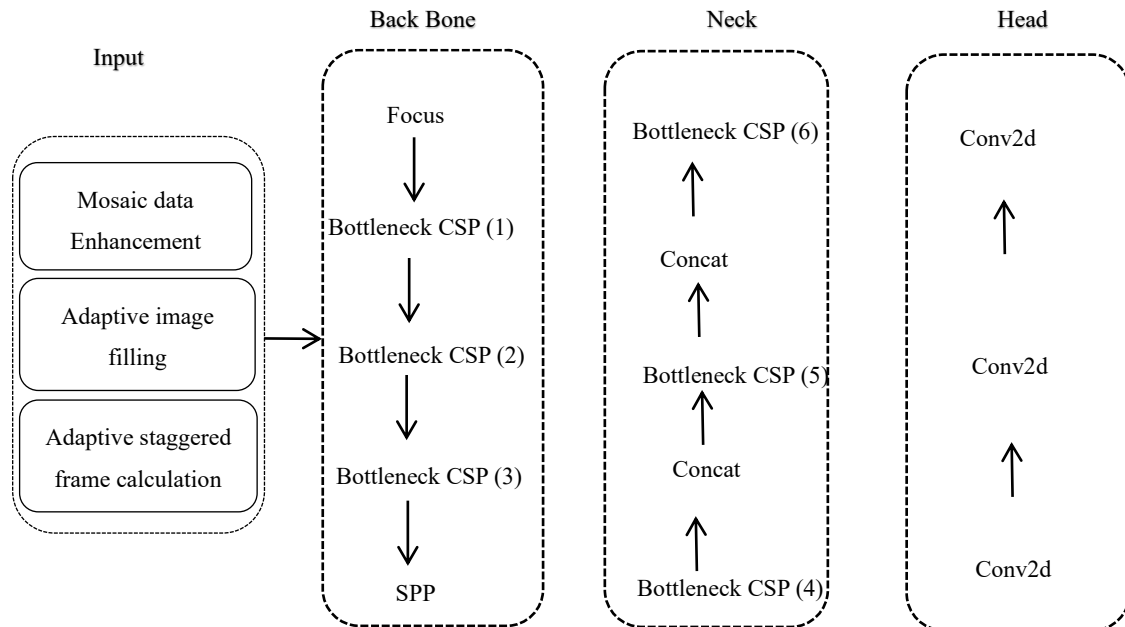 Input
Mosaic data
Enhancement
Adaptive image
filling
Adaptive staggered
frame calculation
Back Bone
Focus
Bottleneck CSP (1)
Bottleneck CSP (2)
Bottleneck CSP (3)
SPP
Neck
Bottleneck CSP (6)
Concat
Bottleneck CSP (5)
Concat
Bottleneck CSP (4)
Head
Conv2d
Conv2d
Conv2d